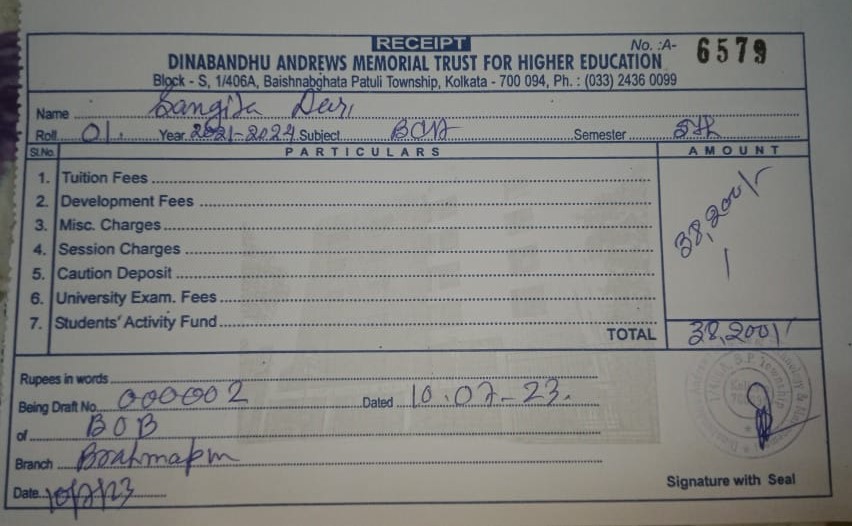 RECEIPT
No. :A- 6579
DINABANDHU ANDREWS MEMORIAL TRUST FOR HIGHER EDUCATION
Block - S, 1/406A, Baishnabghata Patuli Township, Kolkata - 700 094, Ph. : (033) 2436 0099
Name Sangita
Roll 01. Year 2021-2024 Subject BCA Semester 5th
Sl.No. PARTICULARS AMOUNT
1. Tuition Fees
2. Development Fees
3. Misc. Charges
4. Session Charges
5. Caution Deposit
6. University Exam. Fees
7. Students' Activity Fund
38,200/-
TOTAL 38,200/-
Rupees in words
Being Draft No. 000002 Dated 10.07-23.
of BOB
Branch Brahmapur
Date 10/7/23
Signature with Seal